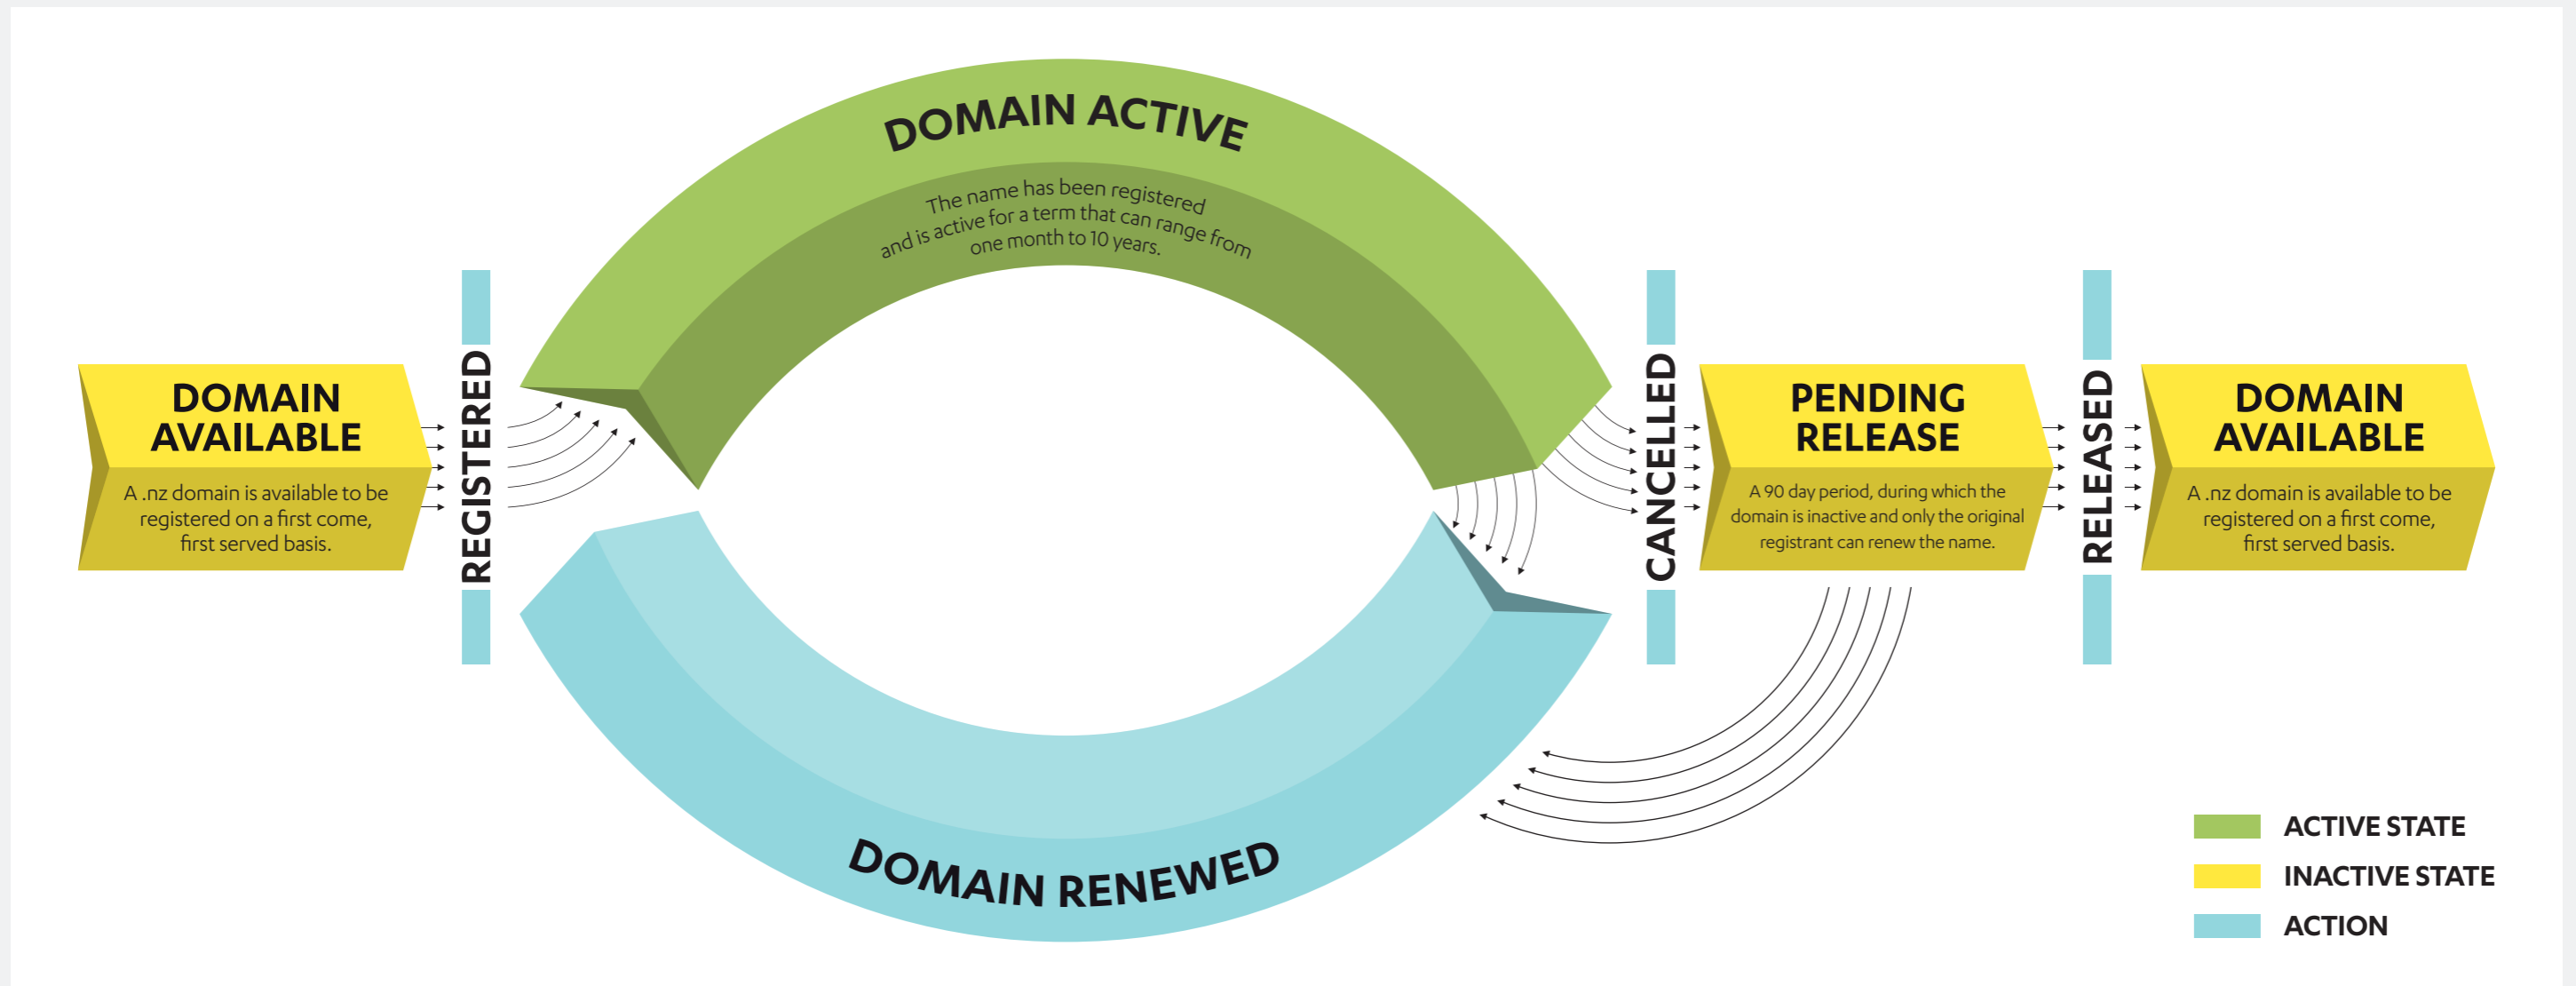 DOMAIN
AVAILABLE
A .nz domain is available to be
registered on a first come,
first served basis.
REGISTERED
DOMAIN ACTIVE
The name has been registered
and is active for a term that can range from
one month to 10 years.
DOMAIN RENEWED
CANCELLED
PENDING
RELEASE
A 90 day period, during which the
domain is inactive and only the original
registrant can renew the name.
RELEASED
DOMAIN
AVAILABLE
A .nz domain is available to be
registered on a first come,
first served basis.
ACTIVE STATE
INACTIVE STATE
ACTION